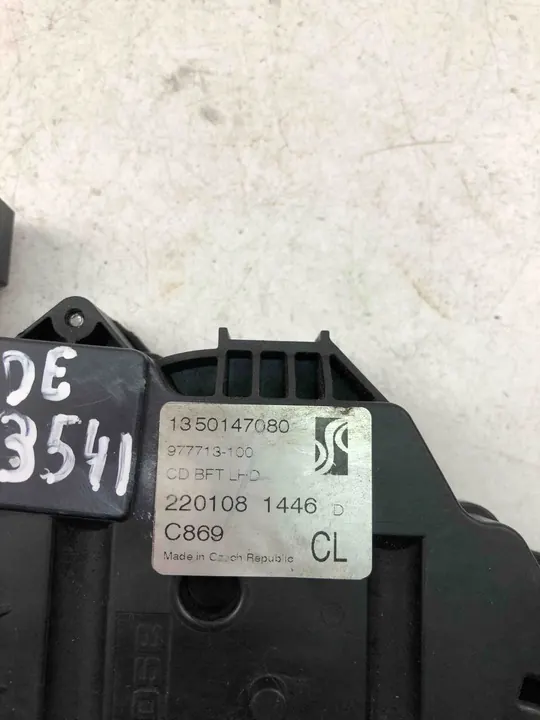 DE
3541
1350147080
977713-100
CD BFT LHD
220108 1446 D
C869
CL
Made in Czech Republic